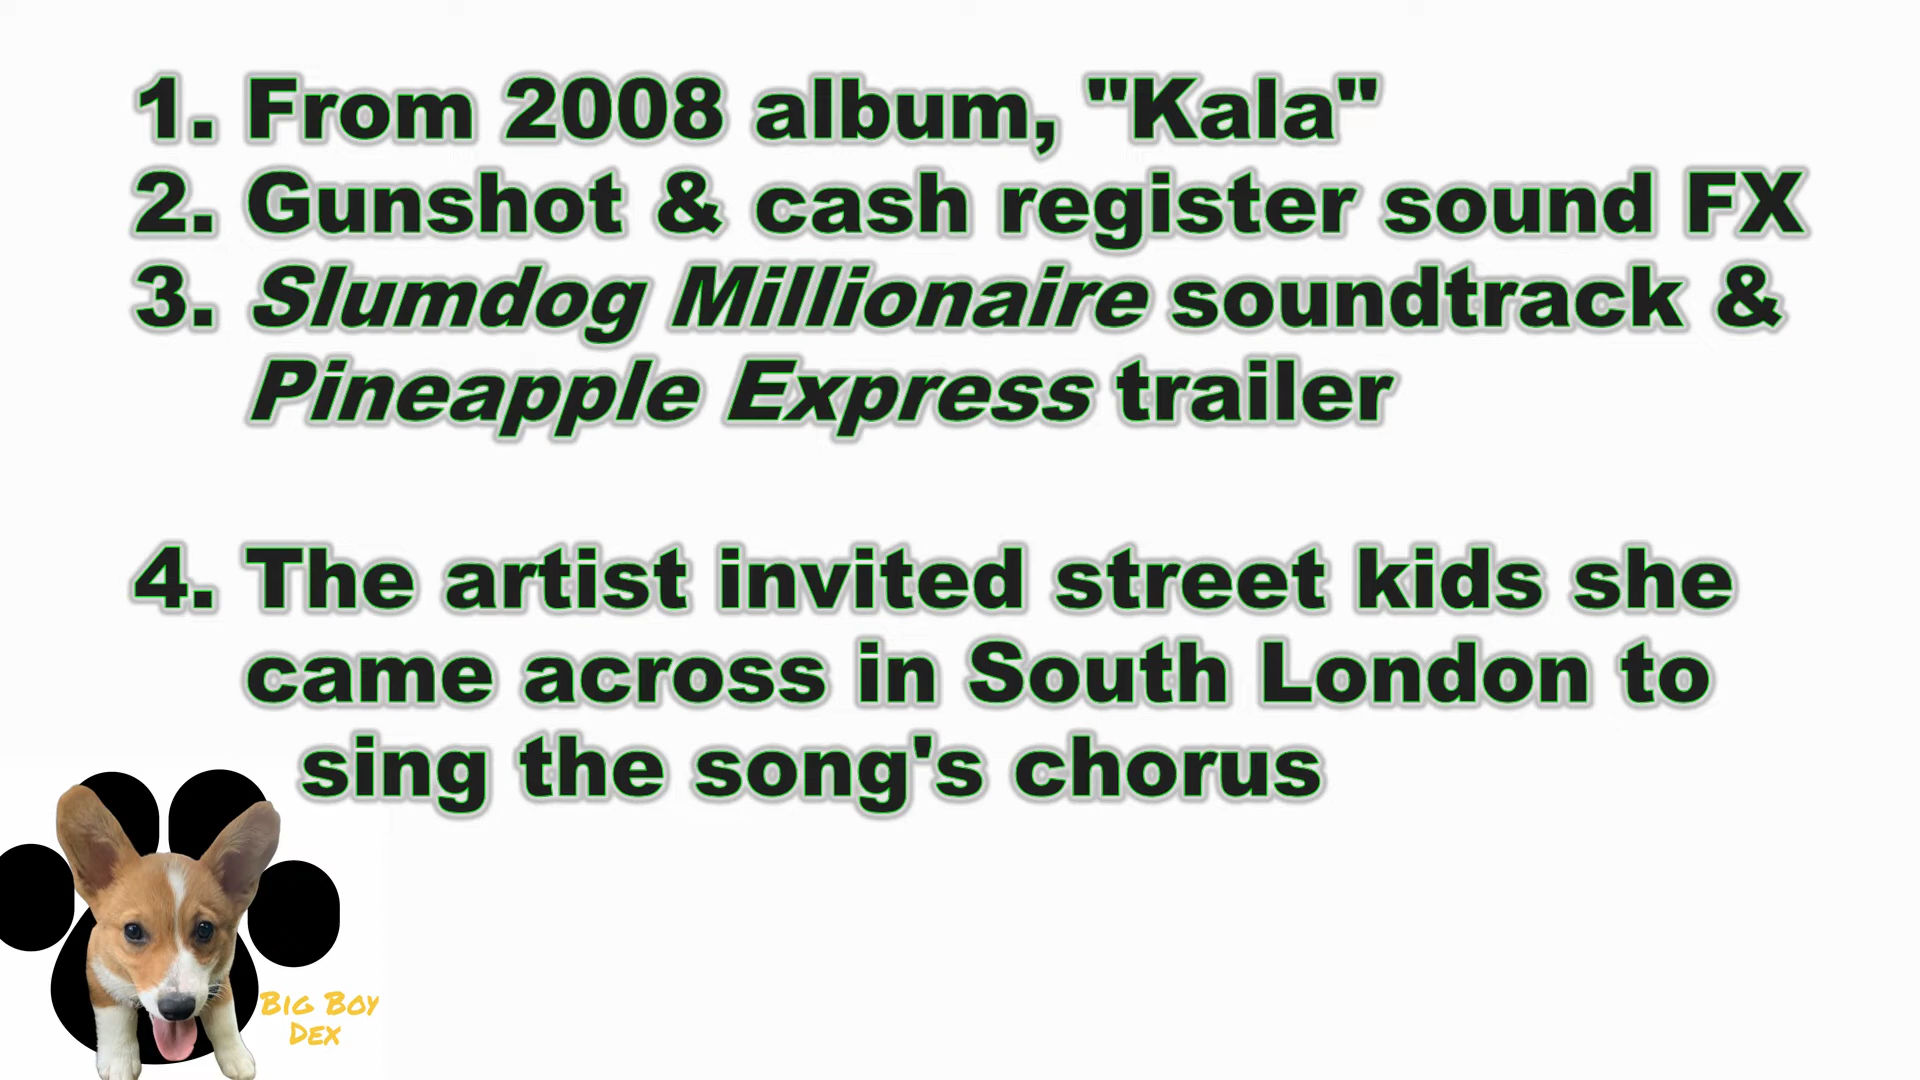 1. From 2008 album, "Kala"
2. Gunshot & cash register sound FX
3. Slumdog Millionaire soundtrack &
Pineapple Express trailer
4. The artist invited street kids she
came across in South London to
sing the song's chorus
Big Boy
Dex